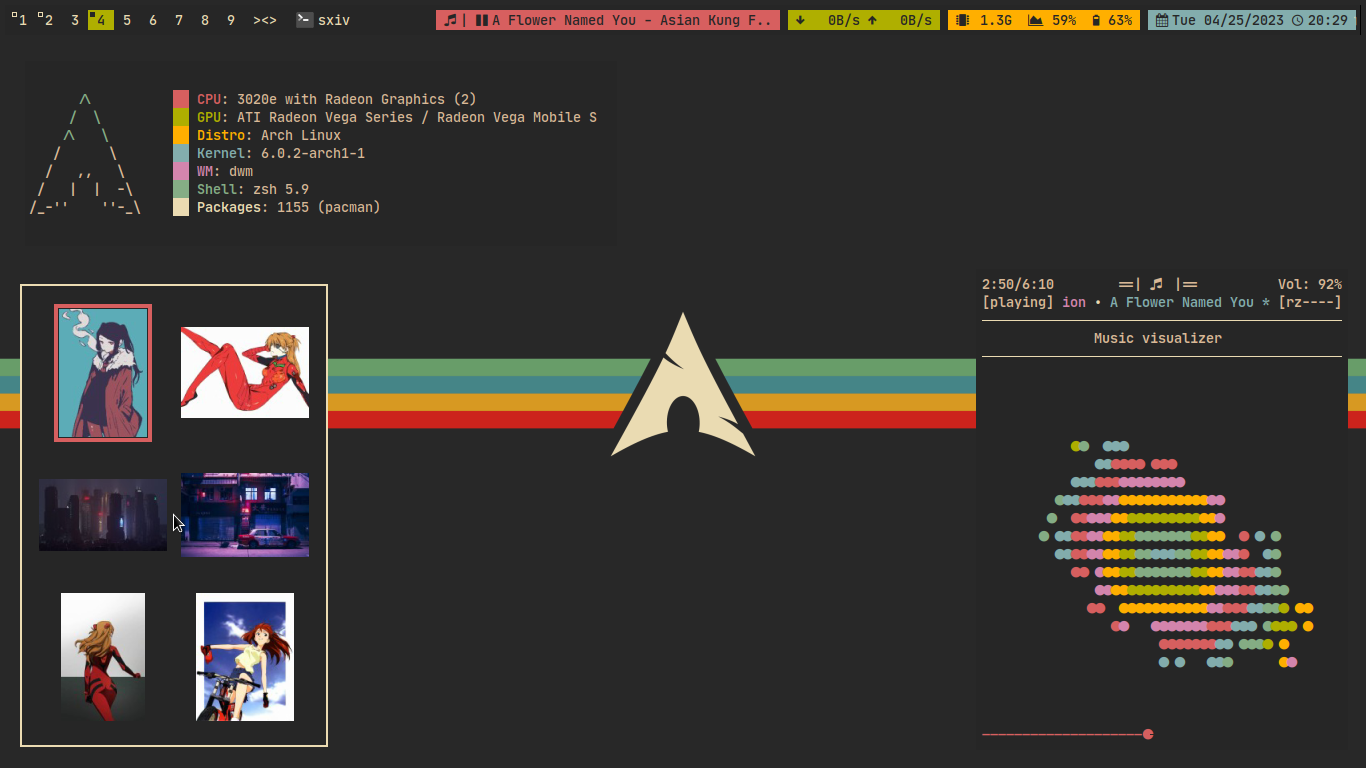 1 2 3 4 5 6 7 8 9 ><> sxiv A Flower Named You - Asian Kung F.. 0B/s 0B/s 1.3G 59% 63% Tue 04/25/2023 20:29
CPU: 3020e with Radeon Graphics (2)
GPU: ATI Radeon Vega Series / Radeon Vega Mobile S
Distro: Arch Linux
Kernel: 6.0.2-arch1-1
WM: dwm
Shell: zsh 5.9
Packages: 1155 (pacman)
2:50/6:10 ==| ♫ |== Vol: 92%
[playing] ion • A Flower Named You * [rz----]
Music visualizer